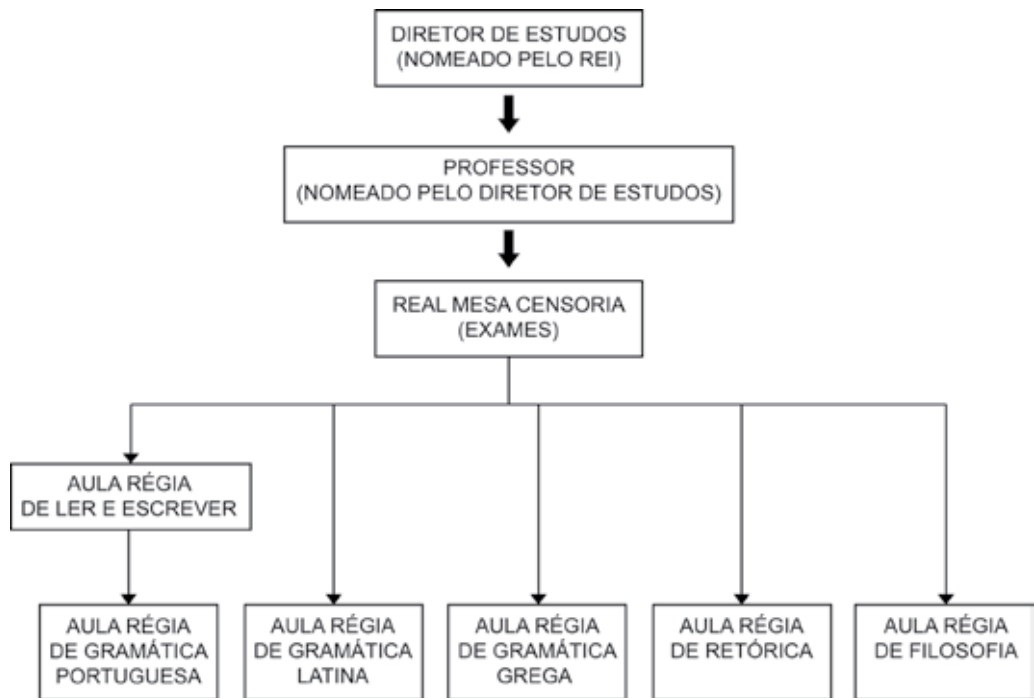 DIRETOR DE ESTUDOS
(NOMEADO PELO REI)
PROFESSOR
(NOMEADO PELO DIRETOR DE ESTUDOS)
REAL MESA CENSORIA
(EXAMES)
AULA RÉGIA
DE LER E ESCREVER
AULA RÉGIA
DE GRAMÁTICA
PORTUGUESA
AULA RÉGIA
DE GRAMÁTICA
LATINA
AULA RÉGIA
DE GRAMÁTICA
GREGA
AULA RÉGIA
DE RETÓRICA
AULA RÉGIA
DE FILOSOFIA